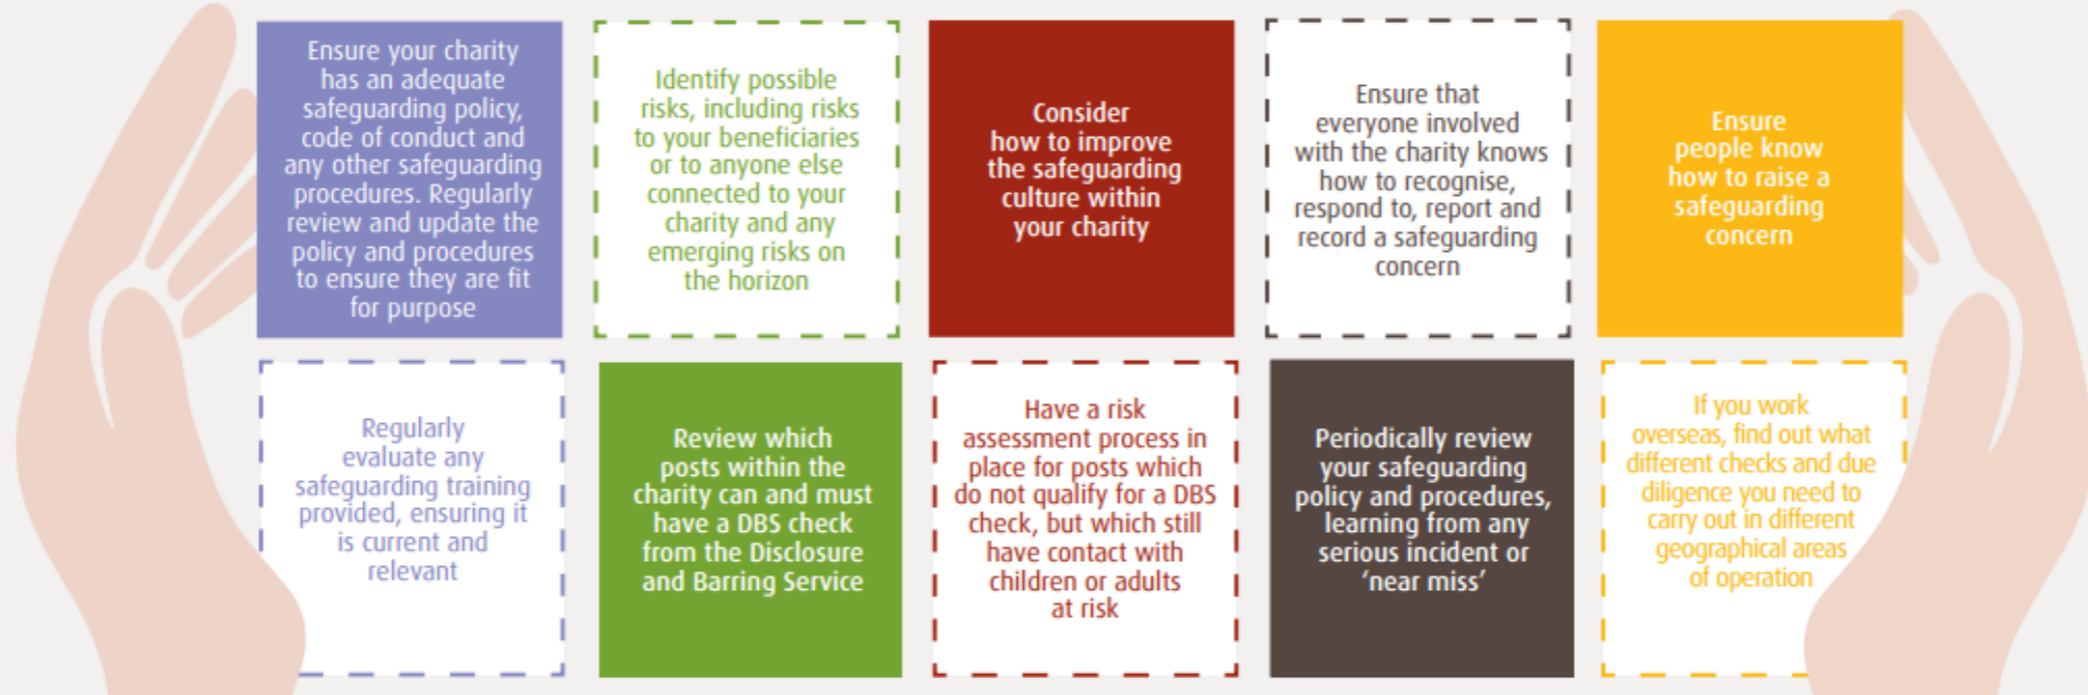 Ensure your charity
has an adequate
safeguarding policy,
code of conduct and
any other safeguarding
procedures. Regularly
review and update the
policy and procedures
to ensure they are fit
for purpose
Identify possible
risks, including risks
to your beneficiaries
or to anyone else
connected to your
charity and any
emerging risks on
the horizon
Consider
how to improve
the safeguarding
culture within
your charity
Ensure that
everyone involved
with the charity knows
how to recognise,
respond to, report and
record a safeguarding
concern
Ensure
people know
how to raise a
safeguarding
concern
Regularly
evaluate any
safeguarding training
provided, ensuring it
is current and
relevant
Review which
posts within the
charity can and must
have a DBS check
from the Disclosure
and Barring Service
Have a risk
assessment process in
place for posts which
do not qualify for a DBS
check, but which still
have contact with
children or adults
at risk
Periodically review
your safeguarding
policy and procedures,
learning from any
serious incident or
‘near miss’
If you work
overseas, find out what
different checks and due
diligence you need to
carry out in different
geographical areas
of operation